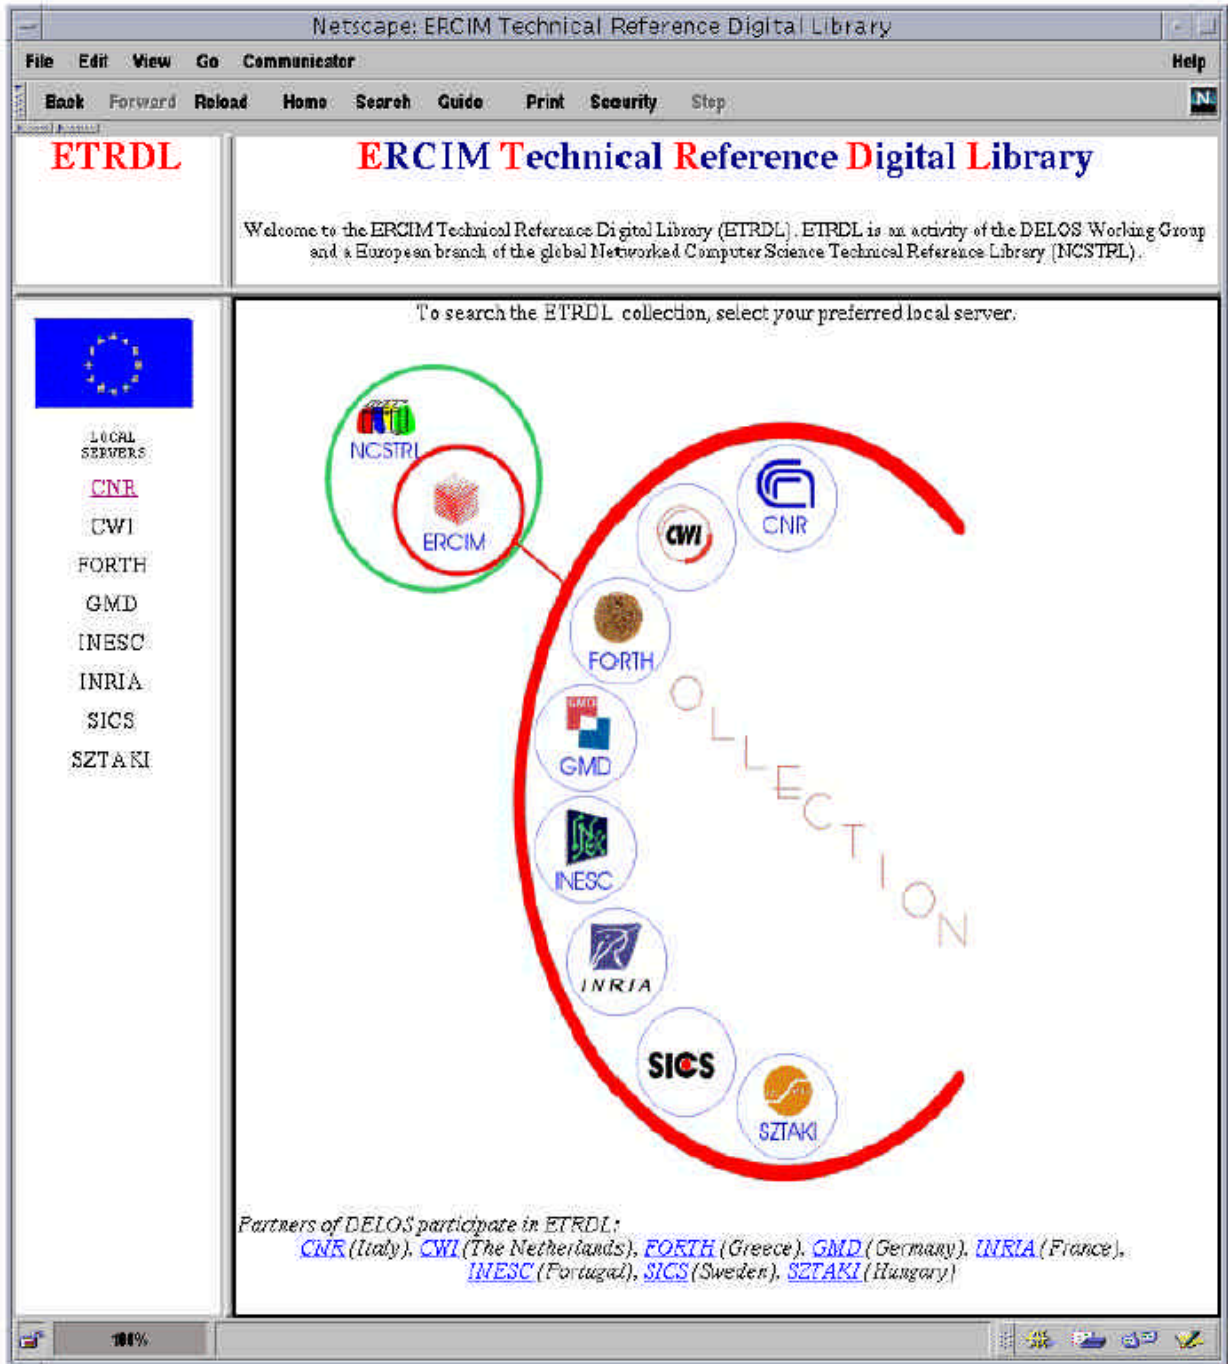 Netscape: ERCIM Technical Reference Digital Library
File Edit View Go Communicator Help
Back Forward Reload Home Search Guide Print Security Stop
N
ETRDL
ERCIM Technical Reference Digital Library
Welcome to the ERCIM Technical Reference Digital Library (ETRDL). ETRDL is an activity of the DELOS Working Group
and a European branch of the global Networked Computer Science Technical Reference Library (NCSTRL).
LOCAL
SERVERS
CNR
CWI
FORTH
GMD
INESC
INRIA
SICS
SZTAKI
To search the ETRDL collection, select your preferred local server.
NCSTRL
ERCIM
CNR
CWI
FORTH
GMD
GMD
INESC
INRIA
SICS
SZTAKI
OLLECTION
Partners of DELOS participate in ETRDL:
CNR (Italy), CWI (The Netherlands), FORTH (Greece), GMD (Germany), INRIA (France),
INESC (Portugal), SICS (Sweden), SZTAKI (Hungary)
100%